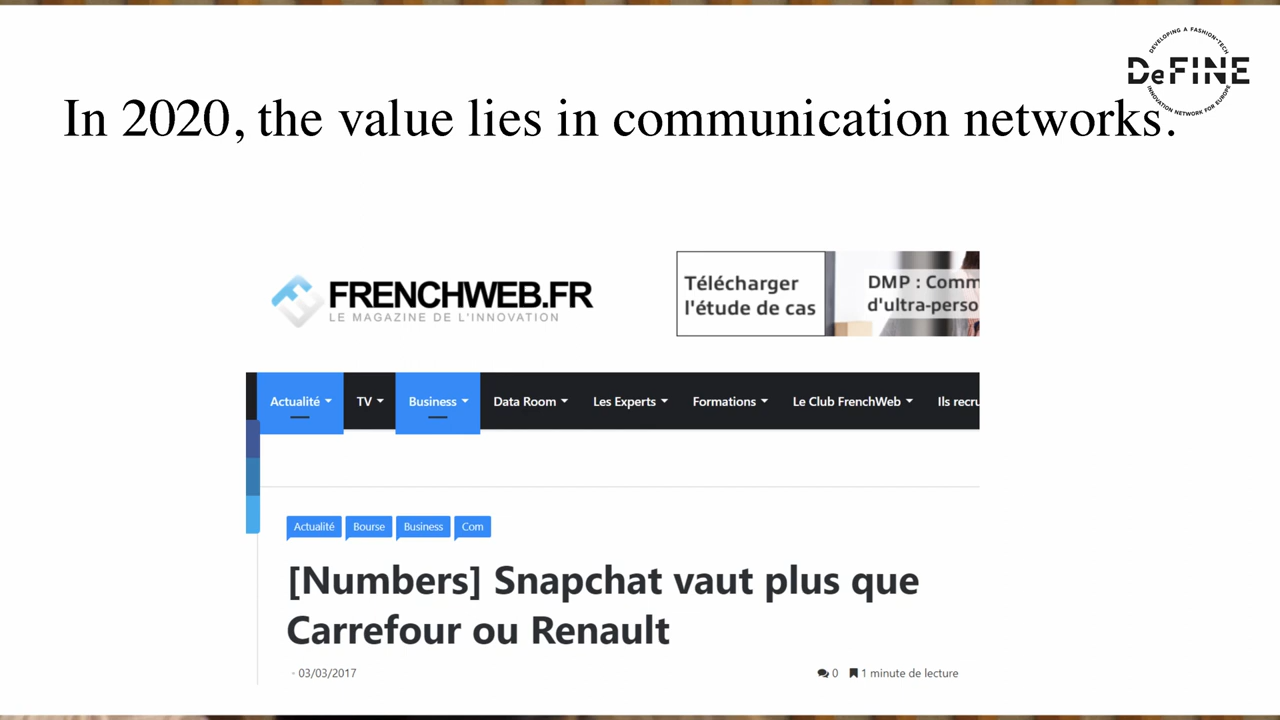 DEVELOPING A FASHION-TECH
DeFINE
INNOVATION NETWORK FOR EUROPE
In 2020, the value lies in communication networks.
FRENCHWEB.FR
LE MAGAZINE DE L'INNOVATION
Télécharger
l'étude de cas
DMP : Comm
d'ultra-perso
Actualité TV Business Data Room Les Experts Formations Le Club FrenchWeb Ils recru
Actualité Bourse Business Com
[Numbers] Snapchat vaut plus que
Carrefour ou Renault
- 03/03/2017 0 1 minute de lecture